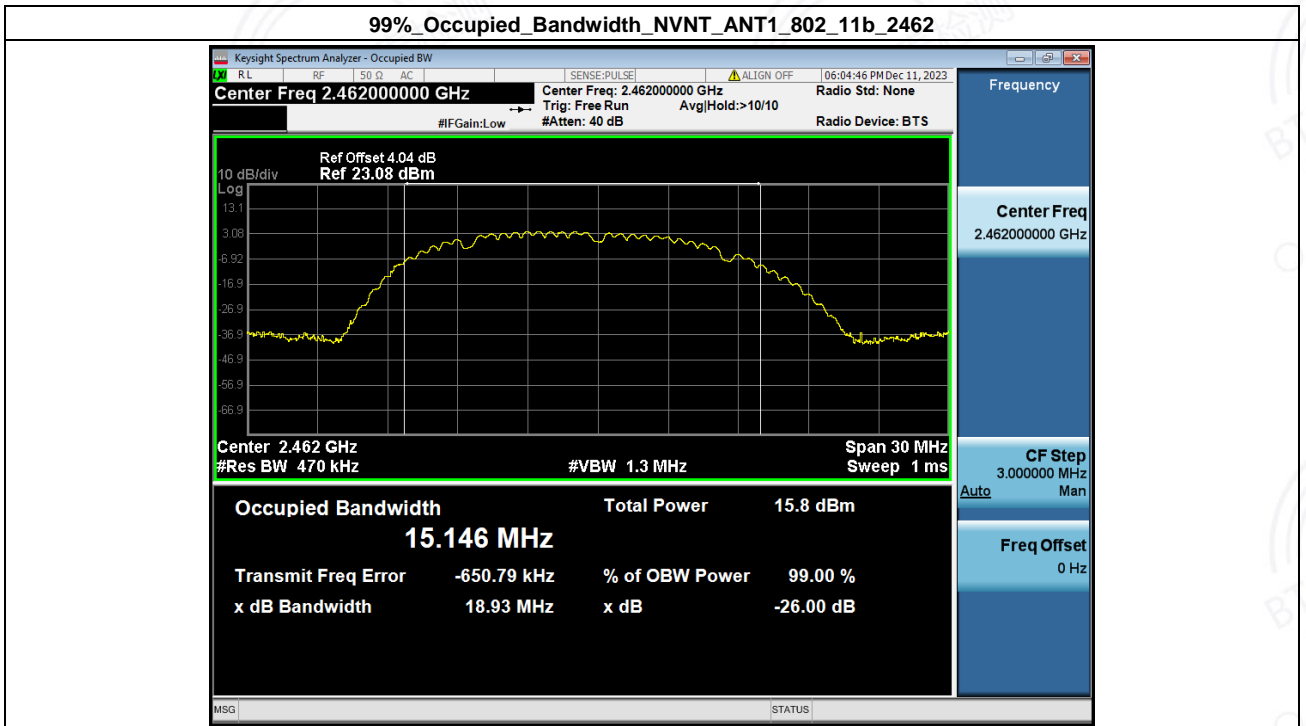 99%_Occupied_Bandwidth_NVNT_ANT1_802_11b_2462
Keysight Spectrum Analyzer - Occupied BW
LXI RL RF 50 Ω AC SENSE:PULSE ALIGN OFF 06:04:46 PM Dec 11, 2023
Center Freq 2.462000000 GHz
Center Freq: 2.462000000 GHz
Radio Std: None
Trig: Free Run Avg|Hold:>10/10
#IFGain:Low
#Atten: 40 dB
Radio Device: BTS
Ref Offset 4.04 dB
10 dB/div Ref 23.08 dBm
Log
13.1
3.08
-6.92
-16.9
-26.9
-36.9
-46.9
-56.9
-66.9
Center 2.462 GHz Span 30 MHz
#Res BW 470 kHz #VBW 1.3 MHz Sweep 1 ms
Occupied Bandwidth Total Power 15.8 dBm
15.146 MHz
Transmit Freq Error -650.79 kHz % of OBW Power 99.00 %
x dB Bandwidth 18.93 MHz x dB -26.00 dB
MSG STATUS
Frequency
Center Freq
2.462000000 GHz
CF Step
3.000000 MHz
Auto Man
Freq Offset
0 Hz